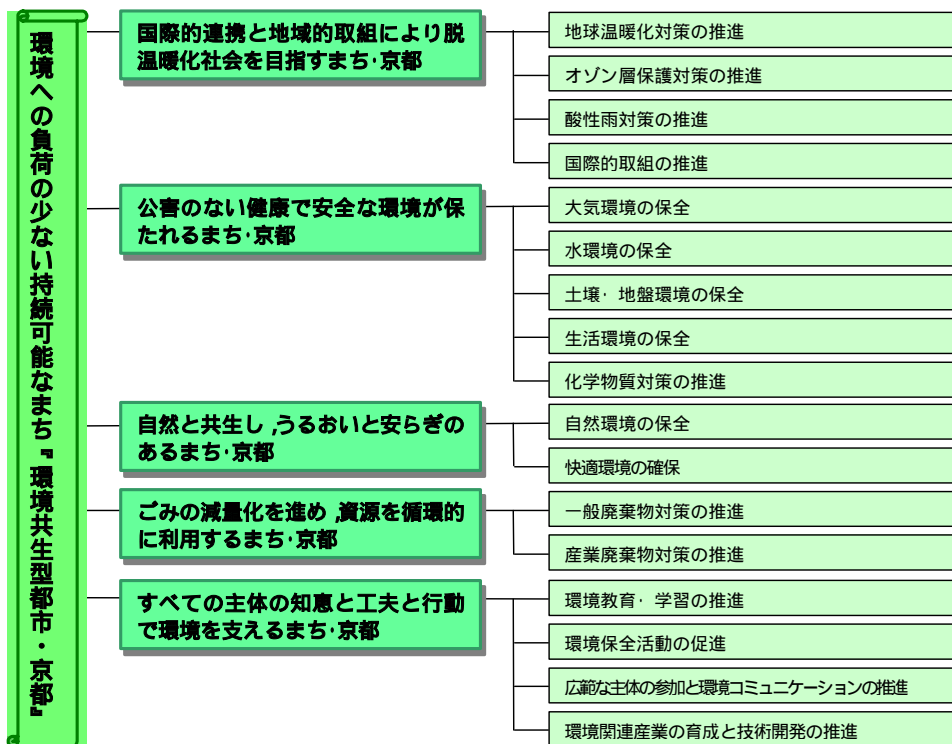 環境への負荷の少ない持続可能なまち『環境共生型都市・京都』
国際的連携と地域的取組により脱
温暖化社会を目指すまち・京都
地球温暖化対策の推進
オゾン層保護対策の推進
酸性雨対策の推進
国際的取組の推進
公害のない健康で安全な環境が保
たれるまち・京都
大気環境の保全
水環境の保全
土壌・地盤環境の保全
生活環境の保全
化学物質対策の推進
自然と共生し,うるおいと安らぎの
あるまち・京都
自然環境の保全
快適環境の確保
ごみの減量化を進め,資源を循環的
に利用するまち・京都
一般廃棄物対策の推進
産業廃棄物対策の推進
すべての主体の知恵と工夫と行動
で環境を支えるまち・京都
環境教育・学習の推進
環境保全活動の促進
広範な主体の参加と環境コミュニケーションの推進
環境関連産業の育成と技術開発の推進